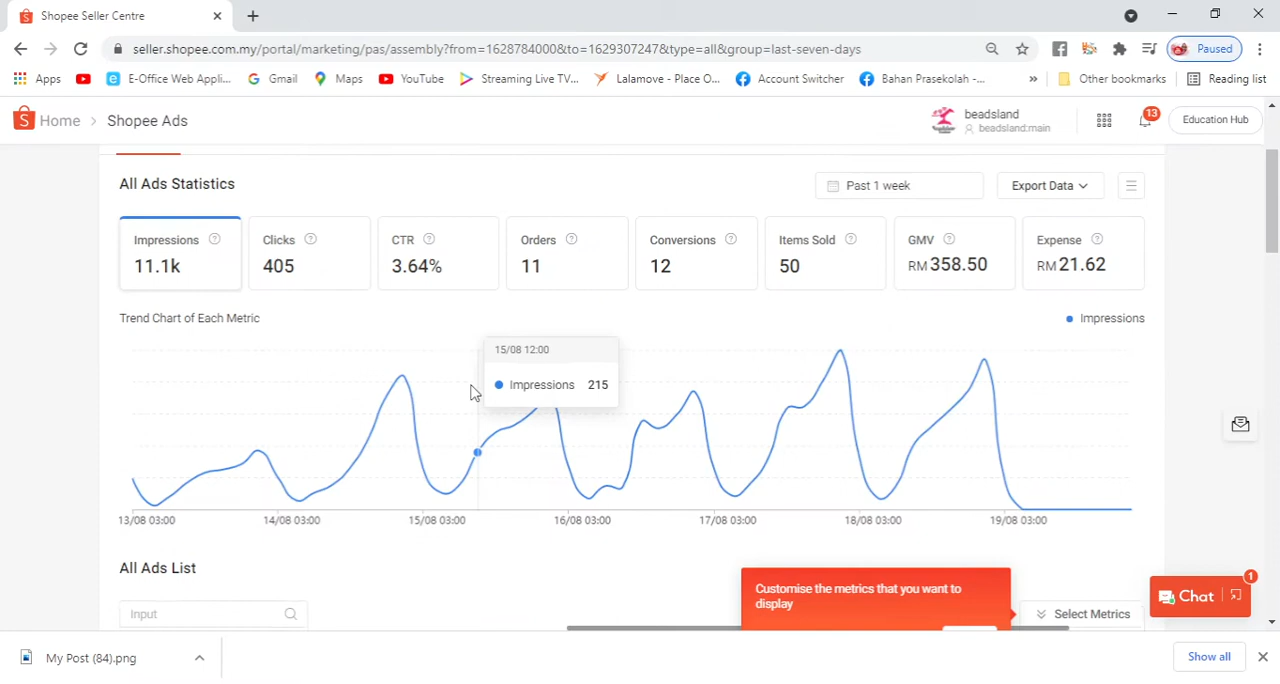 Shopee Seller Centre
seller.shopee.com.my/portal/marketing/pas/assembly?from=1628784000&to=1629307247&type=all&group=last-seven-days
Paused
Apps
E-Office Web Appli...
Gmail
Maps
YouTube
Streaming Live TV...
Lalamove - Place O...
Account Switcher
Bahan Prasekolah -...
»
Other bookmarks
Reading list
Home > Shopee Ads
beadsland
beadsland:main
13
Education Hub
All Ads Statistics
Past 1 week
Export Data
Impressions
11.1k
Clicks
405
CTR
3.64%
Orders
11
Conversions
12
Items Sold
50
GMV
RM 358.50
Expense
RM 21.62
Trend Chart of Each Metric
Impressions
15/08 12:00
Impressions 215
13/08 03:00
14/08 03:00
15/08 03:00
16/08 03:00
17/08 03:00
18/08 03:00
19/08 03:00
All Ads List
Input
Customise the metrics that you want to
display
Select Metrics
Chat
1
My Post (84).png
Show all